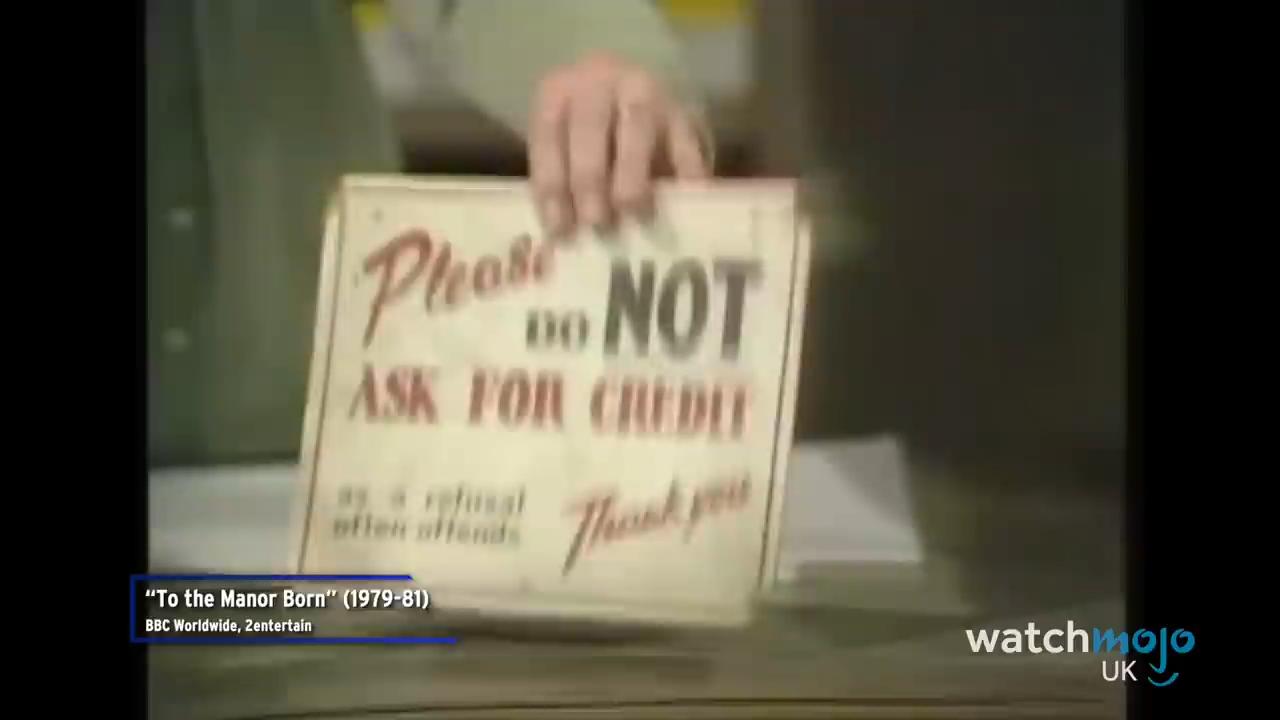 Please
DO NOT
ASK FOR CREDIT
as a refusal
often offends
Thank you
“To the Manor Born” (1979-81)
BBC Worldwide, 2entertain
watchmojo
UK